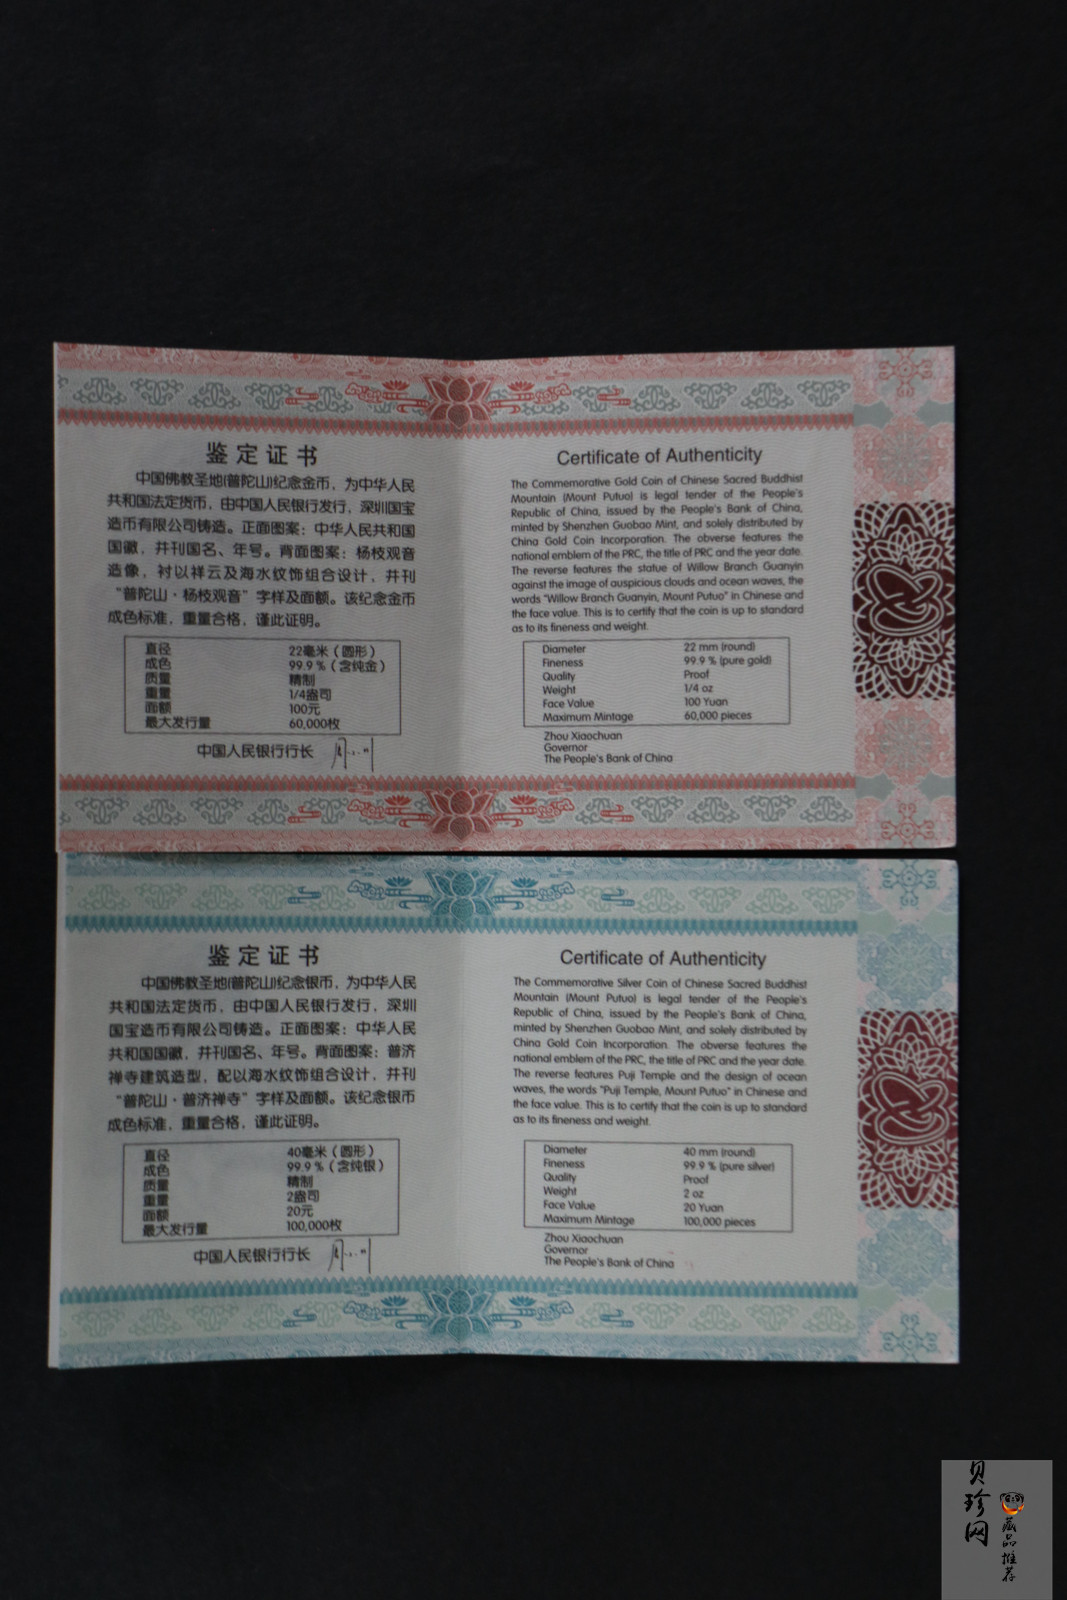 鉴定证书
中国佛教圣地(普陀山)纪念金币，为中华人民
共和国法定货币，由中国人民银行发行，深圳国宝
造币有限公司铸造。正面图案：中华人民共和国
国徽，并刊国名、年号。背面图案：杨枝观音
造像，衬以祥云及海水纹饰组合设计，并刊
“普陀山·杨枝观音”字样及面额。该纪念金币
成色标准，重量合格，谨此证明。
直径 22毫米（圆形）
成色 99.9％（含纯金）
质量 精制
重量 1/4盎司
面额 100元
最大发行量 60,000枚
中国人民银行行长
Certificate of Authenticity
The Commemorative Gold Coin of Chinese Sacred Buddhist
Mountain (Mount Putuo) is legal tender of the People's
Republic of China, issued by the People's Bank of China,
minted by Shenzhen Guobao Mint, and solely distributed by
China Gold Coin Incorporation. The obverse features the
national emblem of the PRC, the title of PRC and the year date.
The reverse features the statue of Willow Branch Guanyin
against the image of auspicious clouds and ocean waves, the
words "Willow Branch Guanyin, Mount Putuo" in Chinese and
the face value. This is to certify that the coin is up to standard
as to its fineness and weight.
Diameter 22 mm (round)
Fineness 99.9 % (pure gold)
Quality Proof
Weight 1/4 oz
Face Value 100 Yuan
Maximum Mintage 60,000 pieces
Zhou Xiaochuan
Governor
The People's Bank of China
鉴定证书
中国佛教圣地(普陀山)纪念银币，为中华人民
共和国法定货币，由中国人民银行发行，深圳
国宝造币有限公司铸造。正面图案：中华人民
共和国国徽，并刊国名、年号。背面图案：普济
禅寺建筑造型，配以海水纹饰组合设计，并刊
“普陀山·普济禅寺”字样及面额。该纪念银币
成色标准，重量合格，谨此证明。
直径 40毫米（圆形）
成色 99.9％（含纯银）
质量 精制
重量 2盎司
面额 20元
最大发行量 100,000枚
中国人民银行行长
Certificate of Authenticity
The Commemorative Silver Coin of Chinese Sacred Buddhist
Mountain (Mount Putuo) is legal tender of the People's
Republic of China, issued by the People's Bank of China,
minted by Shenzhen Guobao Mint, and solely distributed by
China Gold Coin Incorporation. The obverse features the
national emblem of the PRC, the title of PRC and the year date.
The reverse features Puji Temple and the design of ocean
waves, the words "Puji Temple, Mount Putuo" in Chinese and
the face value. This is to certify that the coin is up to standard
as to its fineness and weight.
Diameter 40 mm (round)
Fineness 99.9 % (pure silver)
Quality Proof
Weight 2 oz
Face Value 20 Yuan
Maximum Mintage 100,000 pieces
Zhou Xiaochuan
Governor
The People's Bank of China
贝珍网
藏品推荐